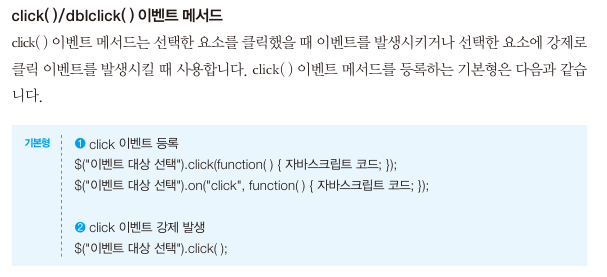 click( )/dblclick( ) 이벤트 메서드
click( ) 이벤트 메서드는 선택한 요소를 클릭했을 때 이벤트를 발생시키거나 선택한 요소에 강제로
클릭 이벤트를 발생시킬 때 사용합니다. click( ) 이벤트 메서드를 등록하는 기본형은 다음과 같습
니다.
기본형
❶ click 이벤트 등록
$("이벤트 대상 선택").click(function( ) { 자바스크립트 코드; });
$("이벤트 대상 선택").on("click", function( ) { 자바스크립트 코드; });
❷ click 이벤트 강제 발생
$("이벤트 대상 선택").click( );